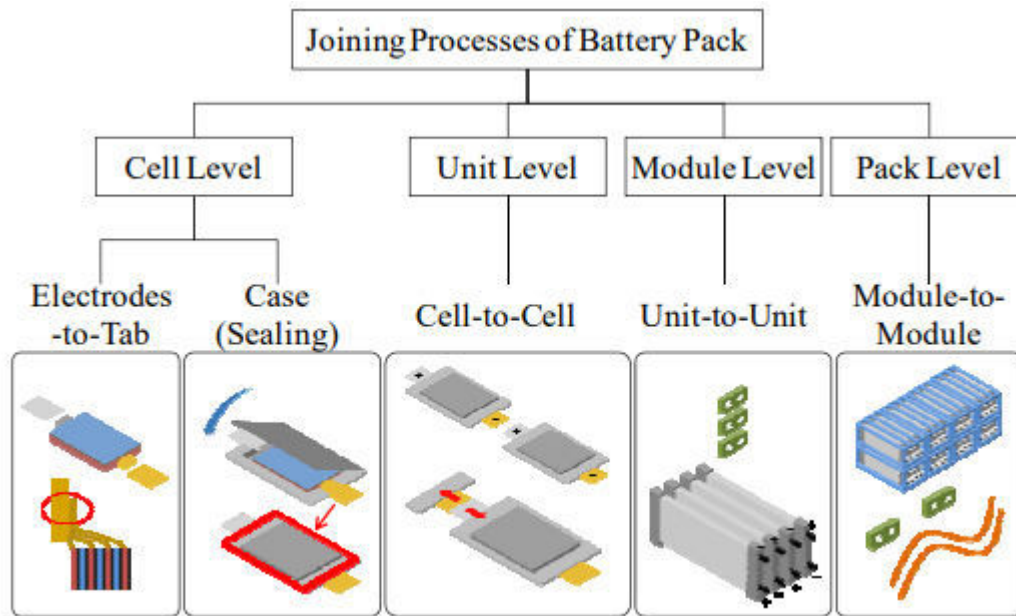 Joining Processes of Battery Pack
Cell Level
Unit Level
Module Level
Pack Level
Electrodes
-to-Tab
Case
(Sealing)
Cell-to-Cell
Unit-to-Unit
Module-to-
Module